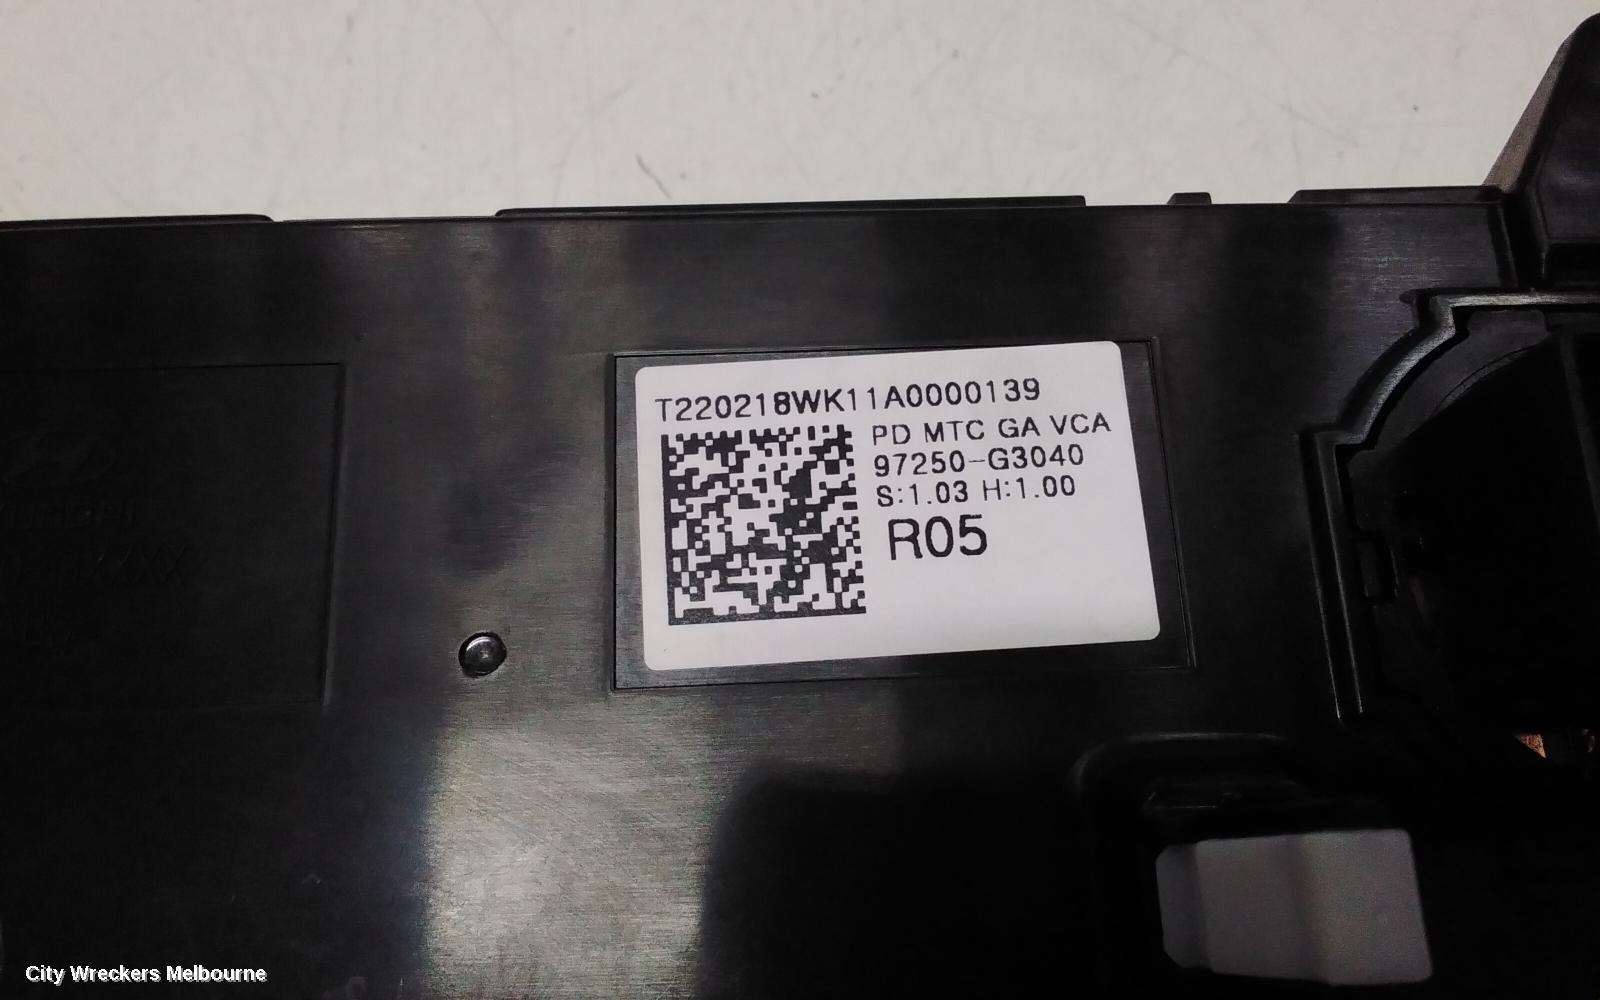 T220218WK11A0000139
PD MTC GA VCA
97250-G3040
S:1.03 H:1.00
R05
City Wreckers Melbourne